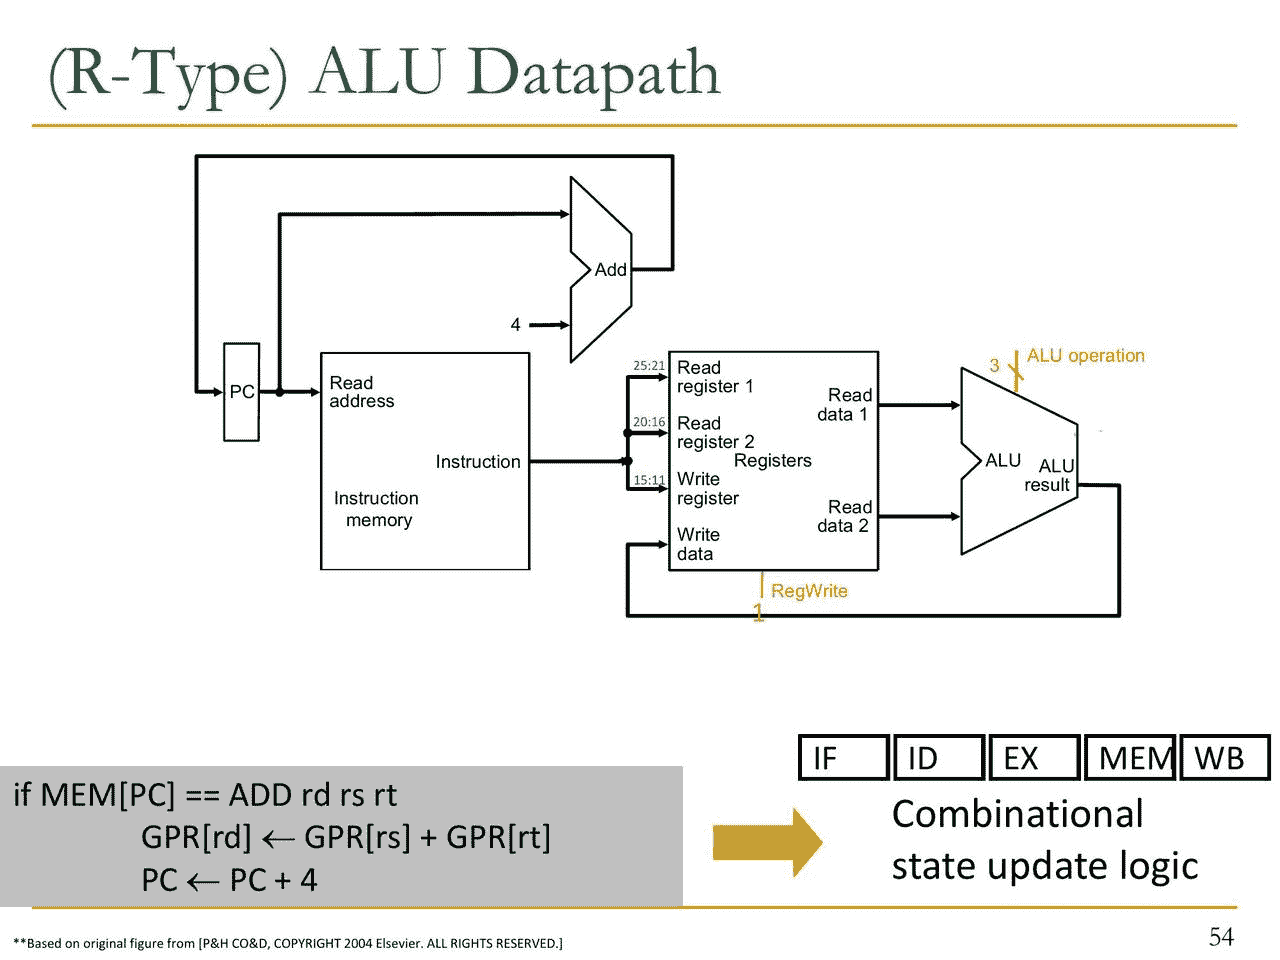 (R-Type) ALU Datapath
Add
4
PC
Read
address
Instruction
Instruction
memory
25:21
20:16
15:11
Read
register 1
Read
register 2
Registers
Write
register
Write
data
Read
data 1
Read
data 2
RegWrite
1
3
ALU operation
ALU
ALU
result
IF
ID
EX
MEM
WB
if MEM[PC] == ADD rd rs rt
GPR[rd] ← GPR[rs] + GPR[rt]
PC ← PC + 4
Combinational
state update logic
**Based on original figure from [P&H CO&D, COPYRIGHT 2004 Elsevier. ALL RIGHTS RESERVED.]
54